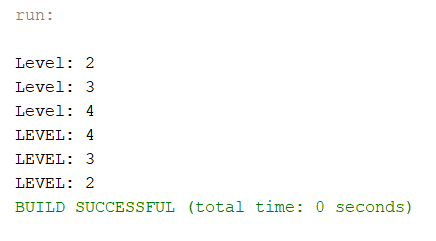 run:
Level: 2
Level: 3
Level: 4
LEVEL: 4
LEVEL: 3
LEVEL: 2
BUILD SUCCESSFUL (total time: 0 seconds)